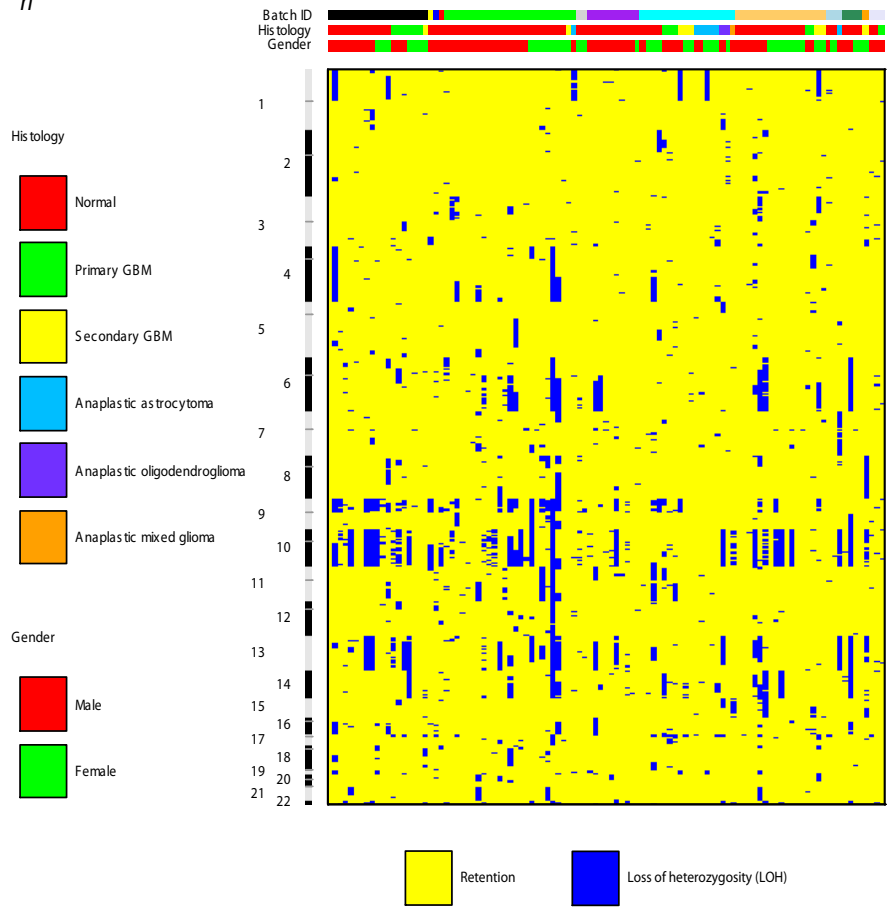 n
Batch ID
Histology
Gender
Histology
Normal
Primary GBM
Secondary GBM
Anaplastic astrocytoma
Anaplastic oligodendroglioma
Anaplastic mixed glioma
Gender
Male
Female
1
2
3
4
5
6
7
8
9
10
11
12
13
14
15
16
17
18
19
20
21
22
Retention
Loss of heterozygosity (LOH)